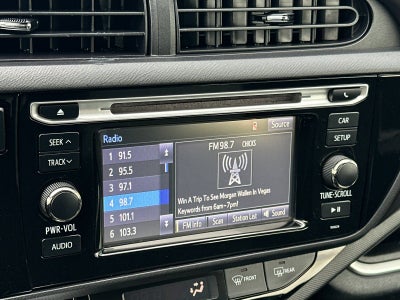 Radio
Source
1 91.5
2 95.5
3 97.1
4 98.7
5 101.1
6 103.3
FM 98.7 CHICKS
Win A Trip To See Morgan Wallen In Vegas
Keywords from 6am~7pm!
FM Info
Scan
Station List
Sound
SEEK
TRACK
PWR•VOL
AUDIO
CAR
SETUP
TUNE•SCROLL
FRONT
REAR